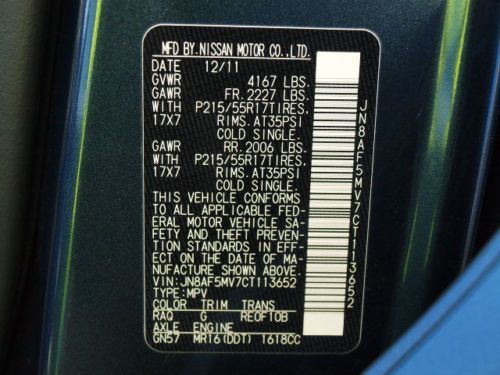 MFD BY.NISSAN MOTOR CO.,LTD.
DATE 12/11
GVWR 4167 LBS.
GAWR FR.2227 LBS.
WITH P215/55R17TIRES.
17X7 RIMS.AT35PSI
COLD SINGLE.
GAWR RR.2006 LBS.
WITH P215/55R17TIRES.
17X7 RIMS.AT35PSI
COLD SINGLE.
THIS VEHICLE CONFORMS
TO ALL APPLICABLE FED-
ERAL MOTOR VEHICLE SA-
FETY AND THEFT PREVEN-
TION STANDARDS IN EFF-
ECT ON THE DATE OF MA-
NUFACTURE SHOWN ABOVE.
VIN:JN8AF5MV7CT113652
TYPE:MPV
COLOR TRIM TRANS
RAQ G RE0F10B
AXLE ENGINE
GN57 MR16(DDT) 1618CC
JN8AF5MV7CT113652